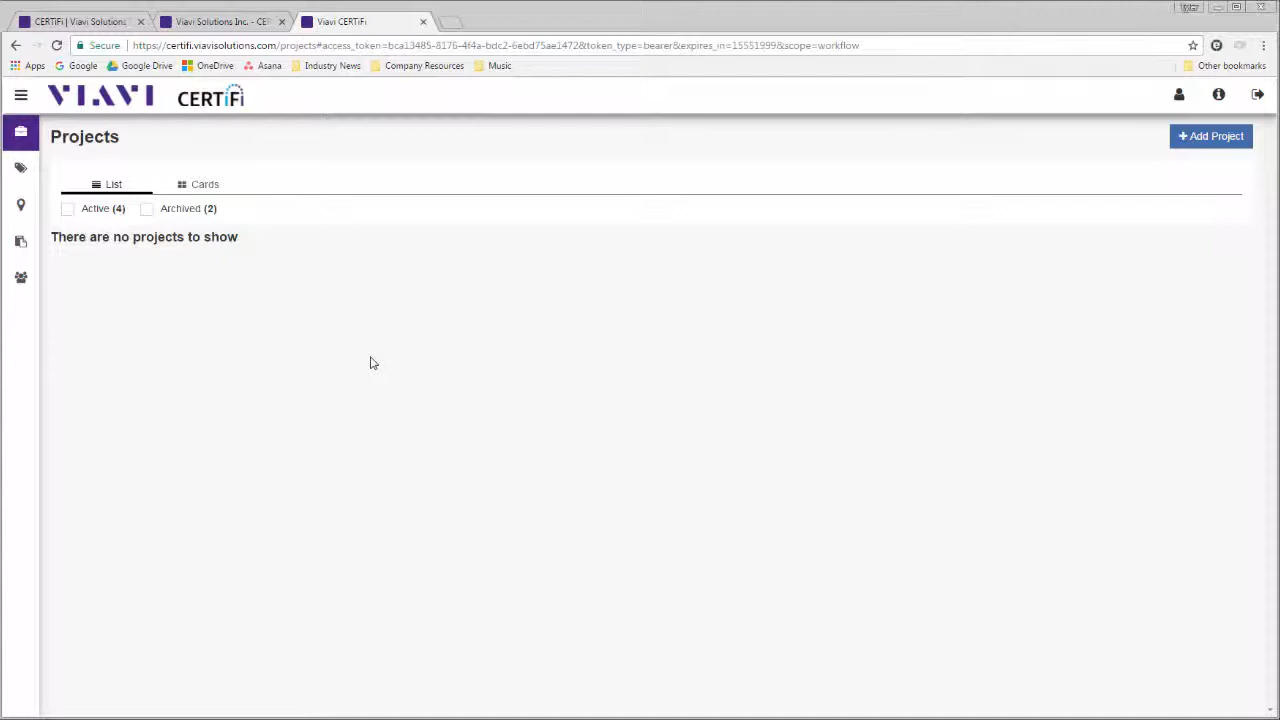 CERTiFi | Viavi Solutions
Viavi Solutions Inc. - CER
Viavi CERTiFi
Tyler
Secure
https://certifi.viavisolutions.com/projects#access_token=bca13485-8176-4f4a-bdc2-6ebd75ae1472&token_type=bearer&expires_in=15551999&scope=workflow
Apps
Google
Google Drive
OneDrive
Asana
Industry News
Company Resources
Music
Other bookmarks
VIAVI
CERTiFi
Projects
Add Project
List
Cards
Active (4)
Archived (2)
There are no projects to show